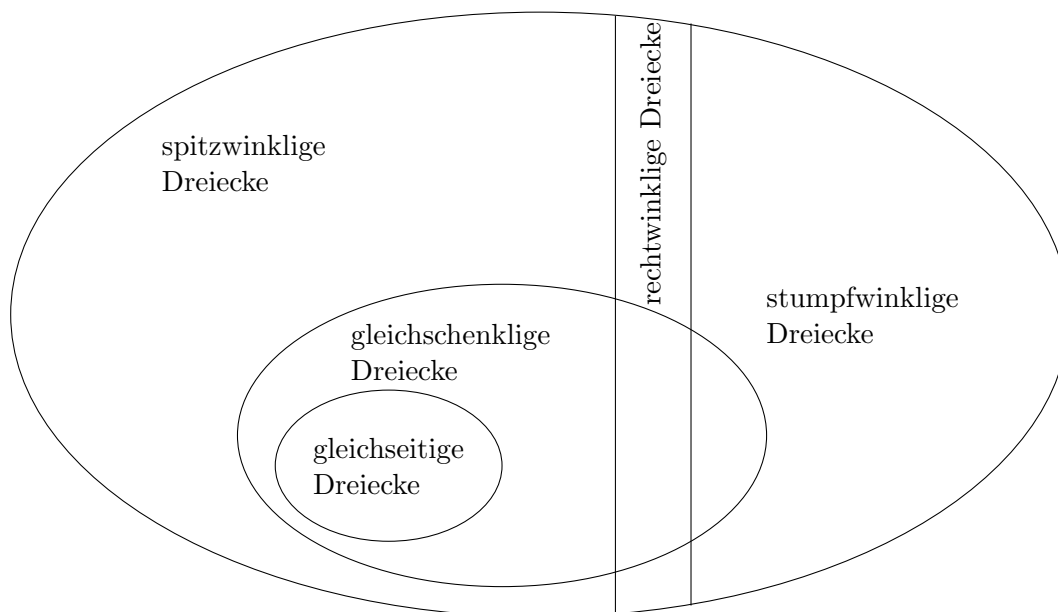 spitzwinklige
Dreiecke
rechtwinklige Dreiecke
stumpfwinklige
Dreiecke
gleichschenklige
Dreiecke
gleichseitige
Dreiecke